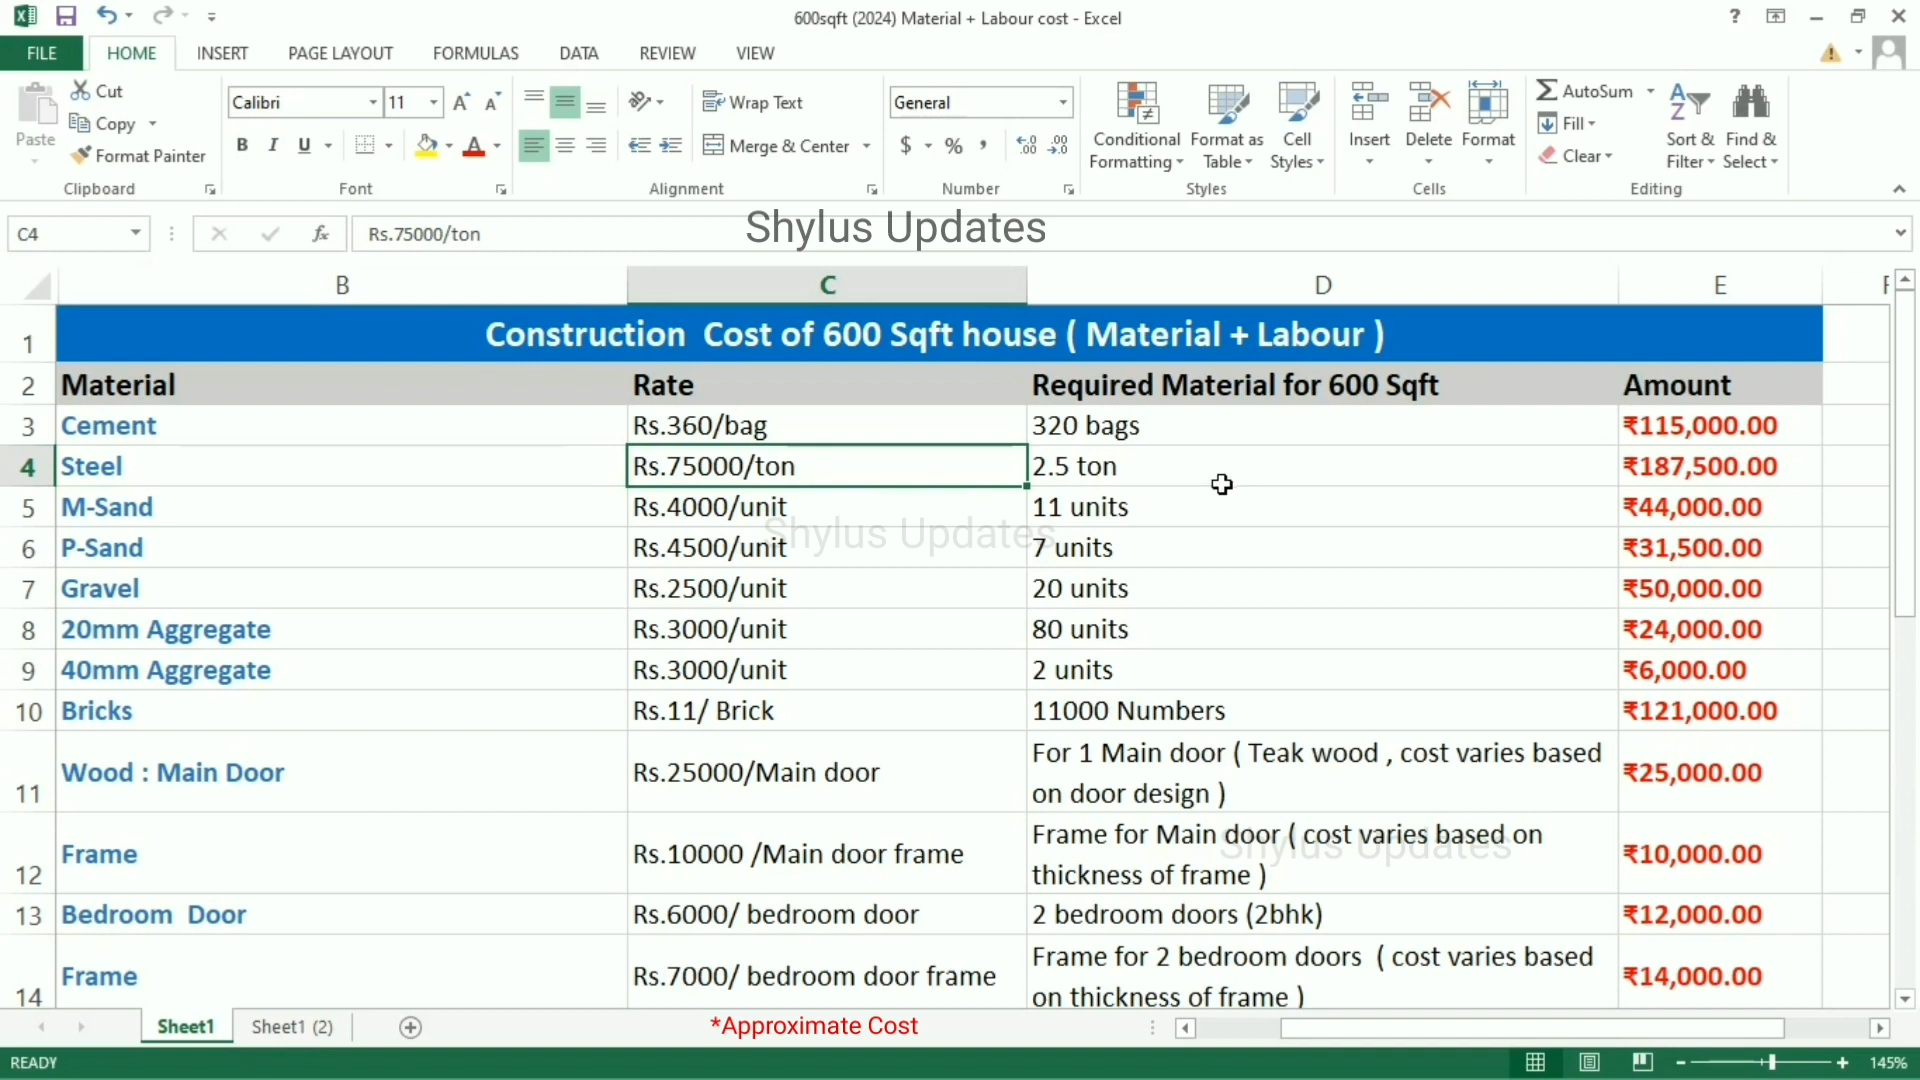 600sqft (2024) Material + Labour cost - Excel
?
FILE HOME INSERT PAGE LAYOUT FORMULAS DATA REVIEW VIEW
Paste
Cut
Copy
Format Painter
Clipboard
Calibri 11
B I U
Font
Wrap Text
Merge & Center
Alignment
General
$ % ,
Number
Conditional Formatting
Format as Table
Cell Styles
Styles
Insert Delete Format
Cells
AutoSum
Fill
Clear
Sort & Filter
Find & Select
Editing
C4 fx Rs.75000/ton
Shylus Updates
B C D E F
1 Construction Cost of 600 Sqft house ( Material + Labour )
2 Material Rate Required Material for 600 Sqft Amount
3 Cement Rs.360/bag 320 bags ₹115,000.00
4 Steel Rs.75000/ton 2.5 ton ₹187,500.00
5 M-Sand Rs.4000/unit 11 units ₹44,000.00
Shylus Updates
6 P-Sand Rs.4500/unit 7 units ₹31,500.00
7 Gravel Rs.2500/unit 20 units ₹50,000.00
8 20mm Aggregate Rs.3000/unit 80 units ₹24,000.00
9 40mm Aggregate Rs.3000/unit 2 units ₹6,000.00
10 Bricks Rs.11/ Brick 11000 Numbers ₹121,000.00
11 Wood : Main Door Rs.25000/Main door For 1 Main door ( Teak wood , cost varies based
on door design ) ₹25,000.00
12 Frame Rs.10000 /Main door frame Frame for Main door ( cost varies based on
thickness of frame ) ₹10,000.00
Shylus Updates
13 Bedroom Door Rs.6000/ bedroom door 2 bedroom doors (2bhk) ₹12,000.00
14 Frame Rs.7000/ bedroom door frame Frame for 2 bedroom doors ( cost varies based
on thickness of frame ) ₹14,000.00
Sheet1 Sheet1 (2)
*Approximate Cost
READY 145%